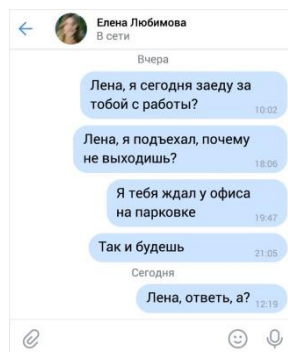 Елена Любимова
В сети
Вчера
Лена, я сегодня заеду за
тобой с работы?
10:02
Лена, я подъехал, почему
не выходишь?
18:06
Я тебя ждал у офиса
на парковке
19:47
Так и будешь
21:05
Сегодня
Лена, ответь, а?
12:19